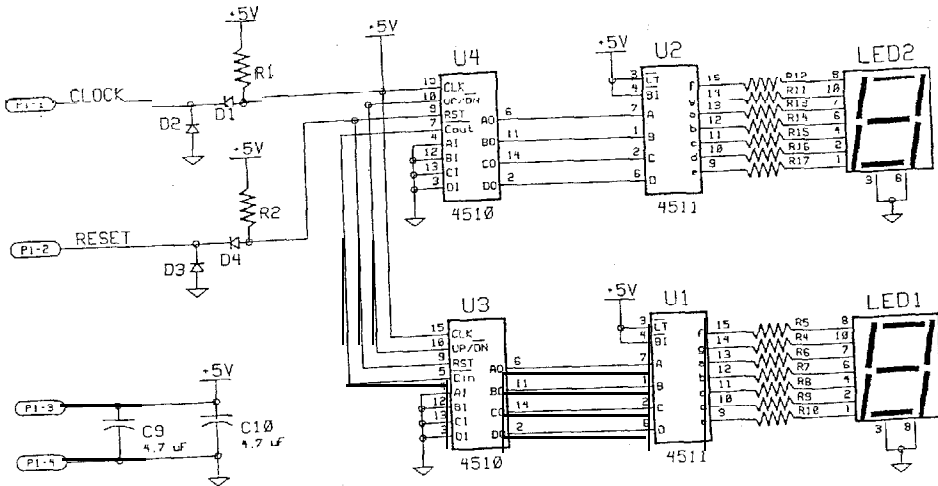 +5V
R1
P1-1
CLOCK
D2
D1
+5V
R2
P1-2
RESET
D3
D4
+5V
P1-3
P1-4
C9
4.7 uF
C10
4.7 uF
+5V
U4
10 UP/DN
9 RST
7 Cout
4 A1
12 B1
13 C1
3 D1
A0 6
B0 11
C0 14
D0 2
4510
+5V
U2
3 LT
4 BI
7 A
1 B
2 C
6 D
f 15
14
13
12
11
10
9
4511
R12
R11
R13
R14
R15
R16
R17
LED2
8
10
7
6
4
2
1
3 8
U3
15 CLK
10 UP/DN
9 RST
5 Cin
A1
12 B1
13 C1
3 D1
A0 6
B0 11
C0 14
D0 2
4510
+5V
U1
3 LT
4 BI
7 A
1 B
2 C
6 D
f 15
g 14
a 13
b 12
11
10
9
4511
R5
R4
R6
R7
R8
R9
R10
LED1
8
10
7
6
4
2
1
3 8